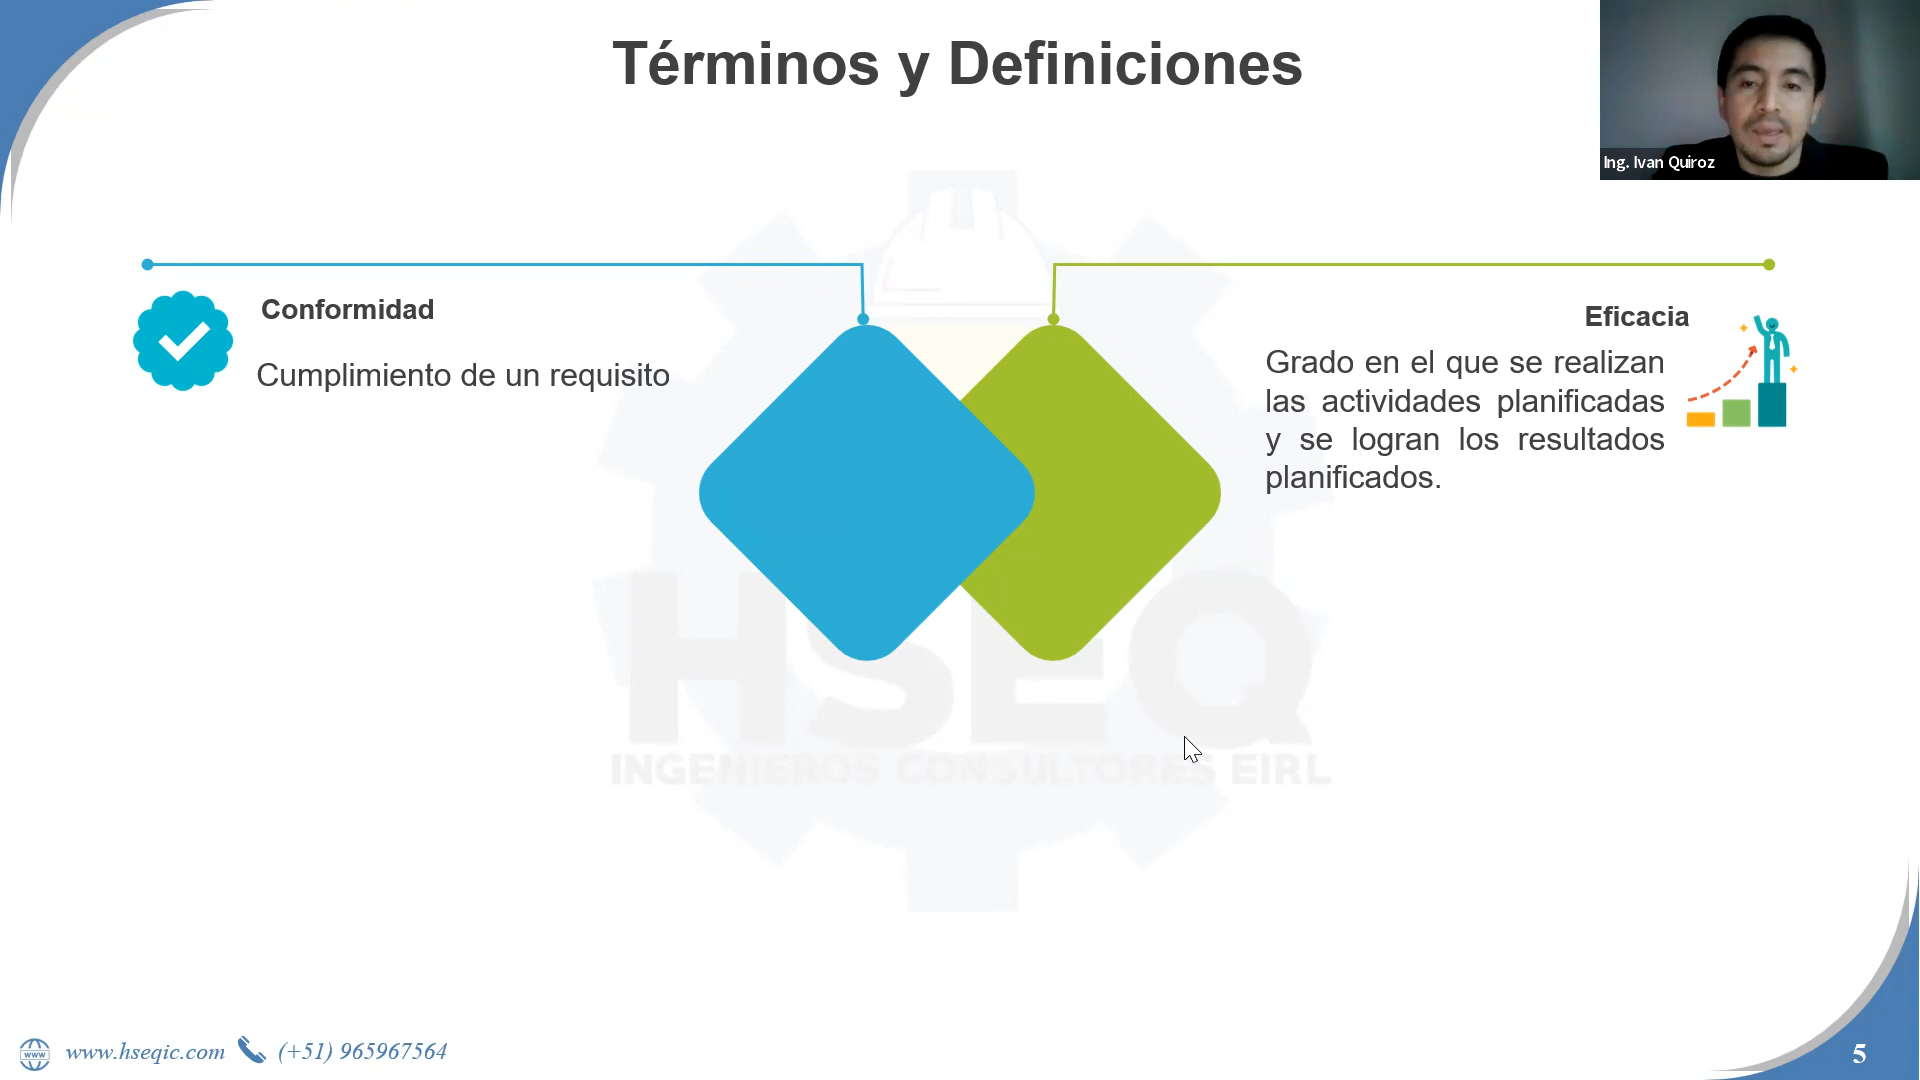 Términos y Definiciones
Ing. Ivan Quiroz
Conformidad
Cumplimiento de un requisito
Eficacia
Grado en el que se realizan
las actividades planificadas
y se logran los resultados
planificados.
HSEQ
INGENIEROS CONSULTORES EIRL
www
www.hseqic.com
(+51) 965967564
5